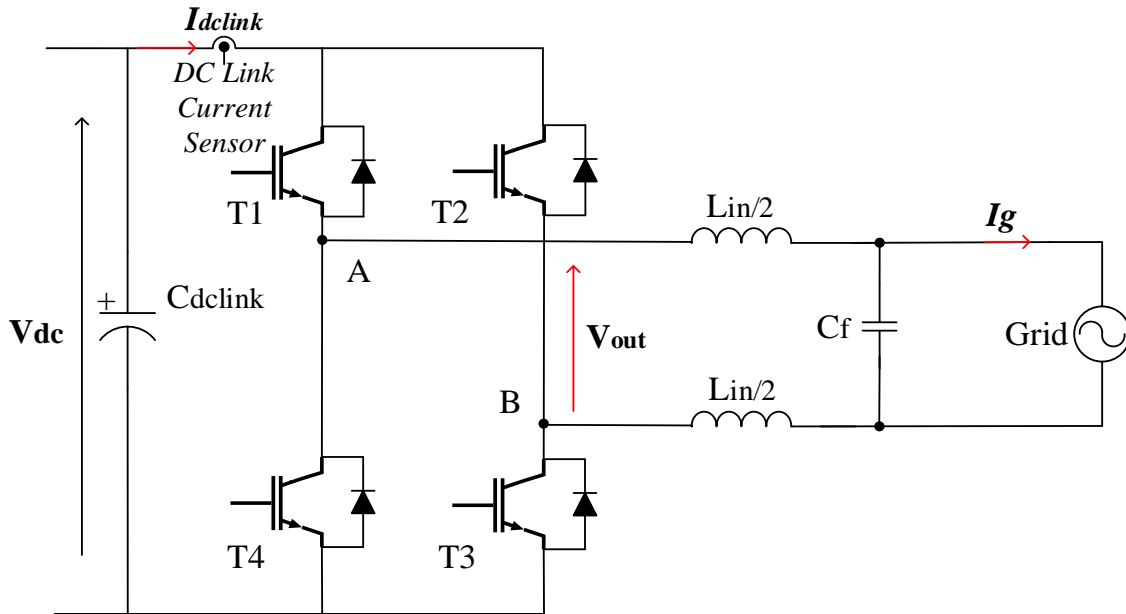 Idclink
DC Link
Current
Sensor
T1
T2
Lin/2
Ig
A
+
Cdclink
Vdc
Vout
Cf
Grid
B
Lin/2
T4
T3